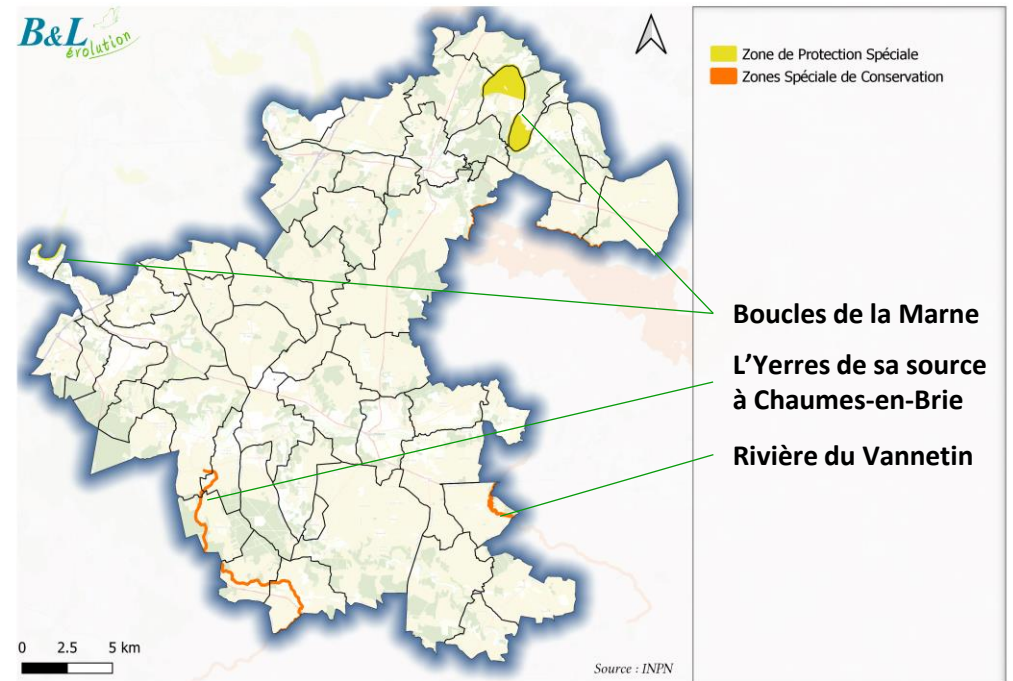 B&L
évolution
Zone de Protection Spéciale
Zones Spéciale de Conservation
Boucles de la Marne
L’Yerres de sa source
à Chaumes-en-Brie
Rivière du Vannetin
0 2.5 5 km
Source : INPN